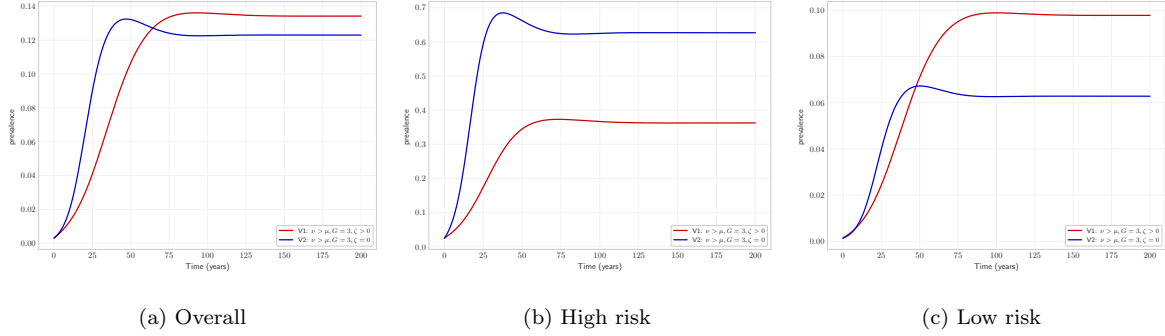 0.14
0.12
0.10
0.08
0.06
0.04
0.02
0.00
prevalence
0 25 50 75 100 125 150 175 200
Time (years)
V1: ν > μ, G = 3, ζ > 0
V2: ν > μ, G = 3, ζ = 0
(a) Overall
0.7
0.6
0.5
0.4
0.3
0.2
0.1
0.0
prevalence
0 25 50 75 100 125 150 175 200
Time (years)
V1: ν > μ, G = 3, ζ > 0
V2: ν > μ, G = 3, ζ = 0
(b) High risk
0.10
0.08
0.06
0.04
0.02
0.00
prevalence
0 25 50 75 100 125 150 175 200
Time (years)
V1: ν > μ, G = 3, ζ > 0
V2: ν > μ, G = 3, ζ = 0
(c) Low risk